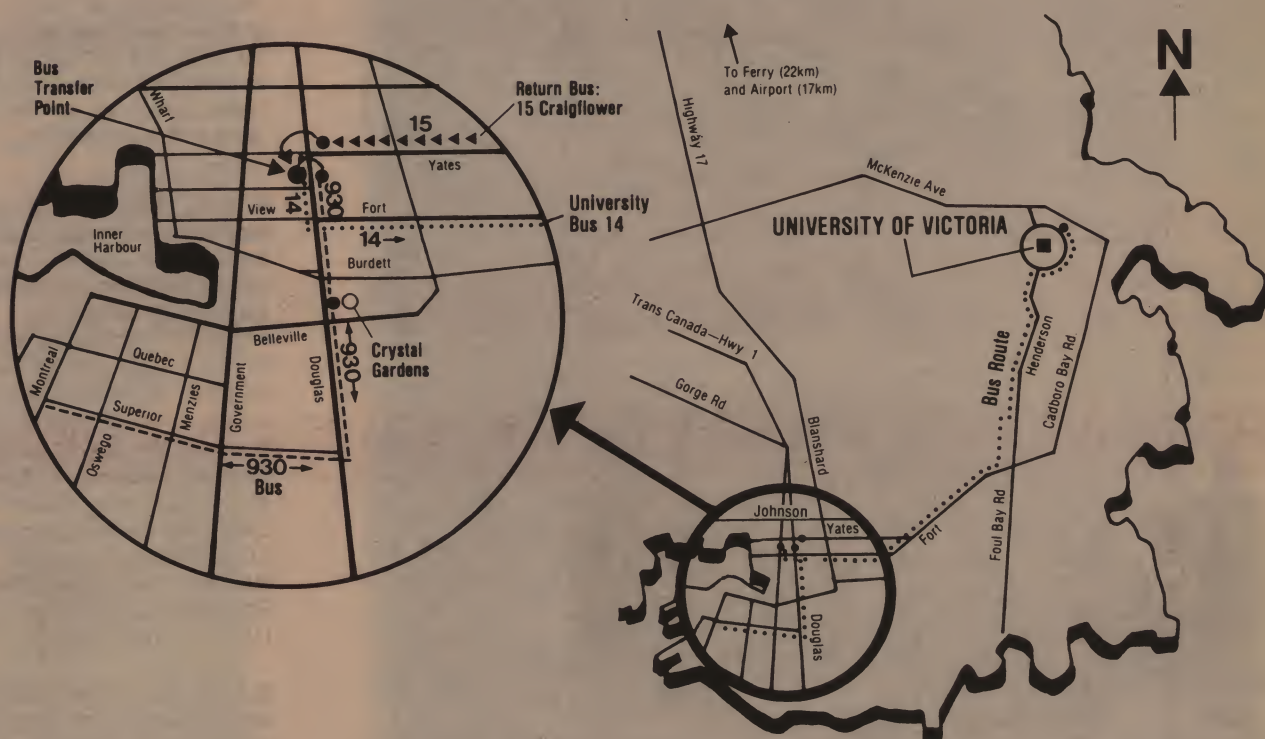 Bus
Transfer
Point
Wharf
Return Bus:
15 Craigflower
15
Yates
930
14
View
Fort
University
Bus 14
14
Inner
Harbour
Burdett
Belleville
Crystal
Gardens
930
Douglas
Montreal
Quebec
Menzies
Government
Superior
Oswego
930
Bus
To Ferry (22km)
and Airport (17km)
N
Highway 17
McKenzie Ave
UNIVERSITY OF VICTORIA
Trans Canada—Hwy 1
Gorge Rd
Blanshard
Bus Route
Henderson
Cadboro Bay Rd.
Johnson
Yates
Fort
Foul Bay Rd
Douglas